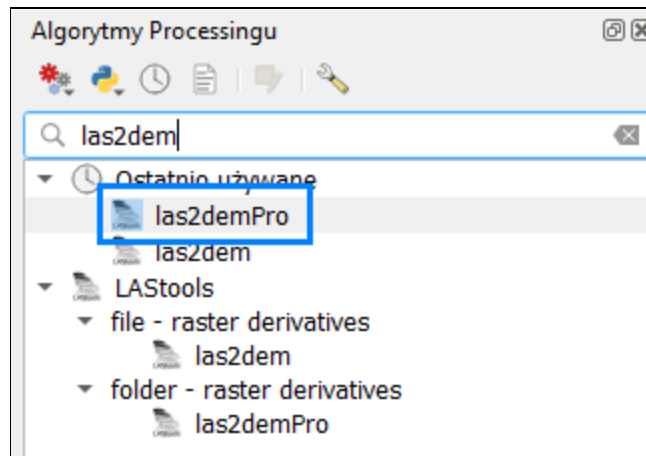 Algorytmy Processingu
las2dem
Ostatnio używane
las2demPro
las2dem
LAStools
file - raster derivatives
las2dem
folder - raster derivatives
las2demPro